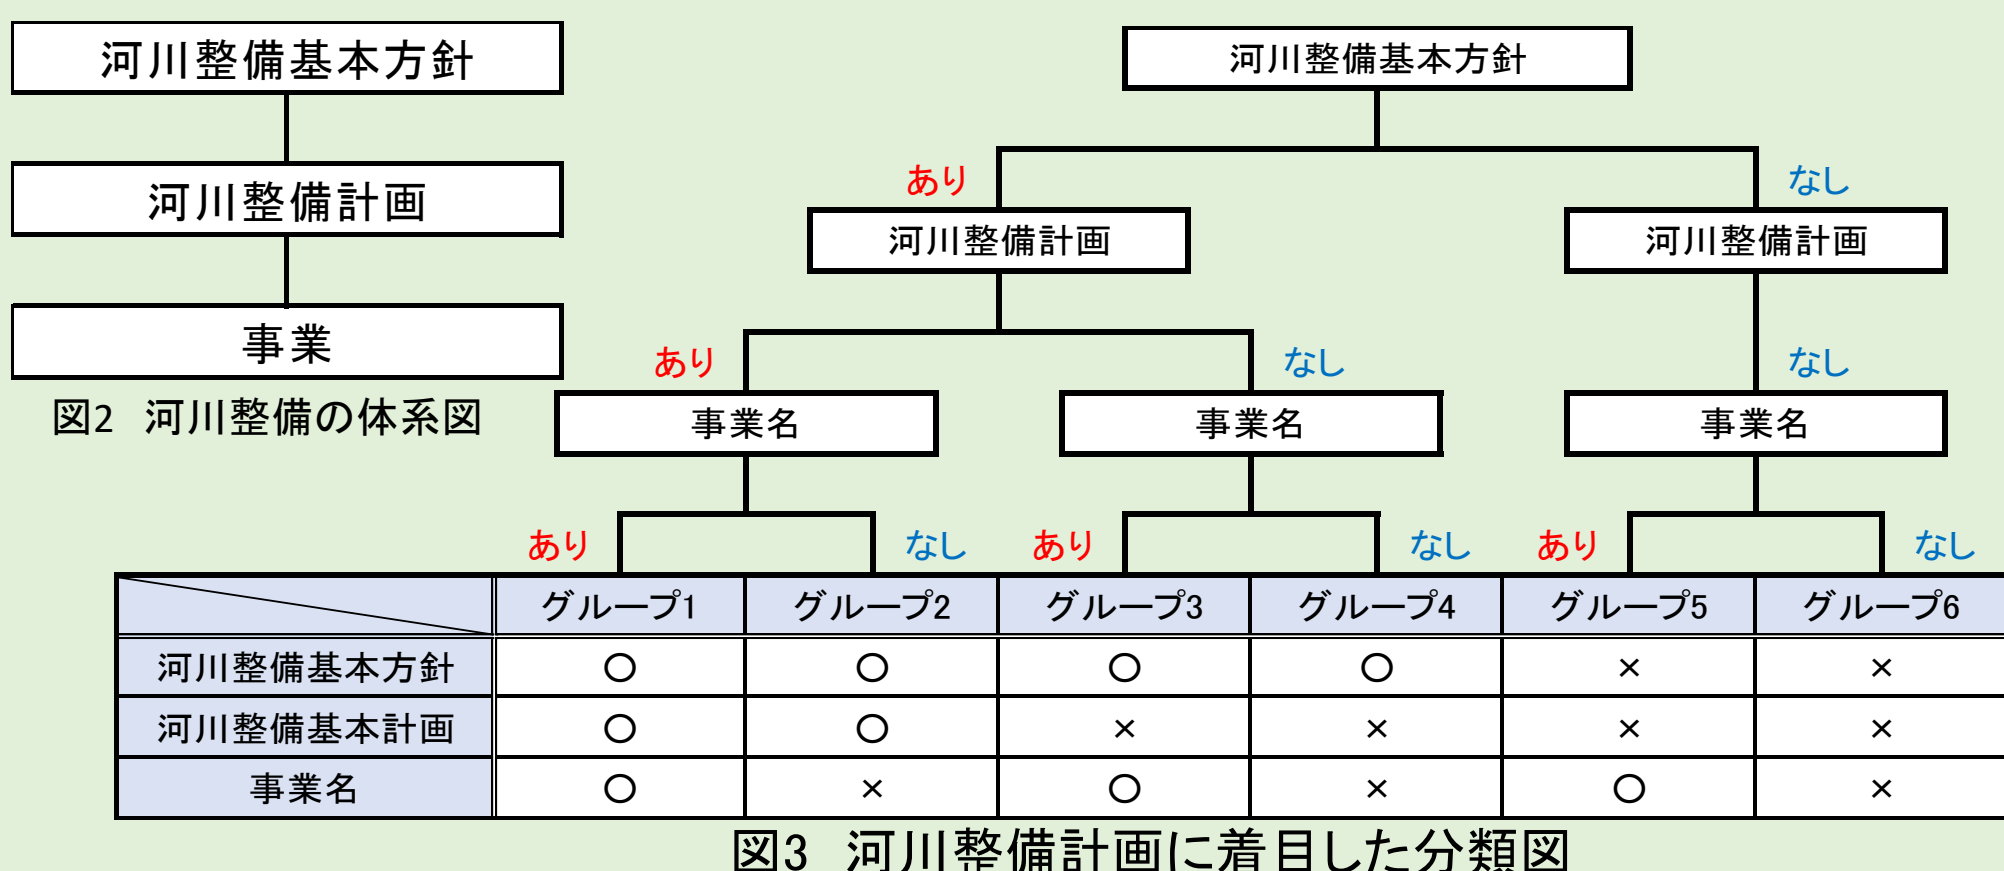 河川整備基本方針
河川整備計画
事業
図2 河川整備の体系図
河川整備基本方針
あり なし
河川整備計画 河川整備計画
あり なし なし
事業名 事業名 事業名
あり なし あり なし あり なし
グループ1 グループ2 グループ3 グループ4 グループ5 グループ6
河川整備基本方針 ○ ○ ○ ○ × ×
河川整備基本計画 ○ ○ × × × ×
事業名 ○ × ○ × ○ ×
図3 河川整備計画に着目した分類図